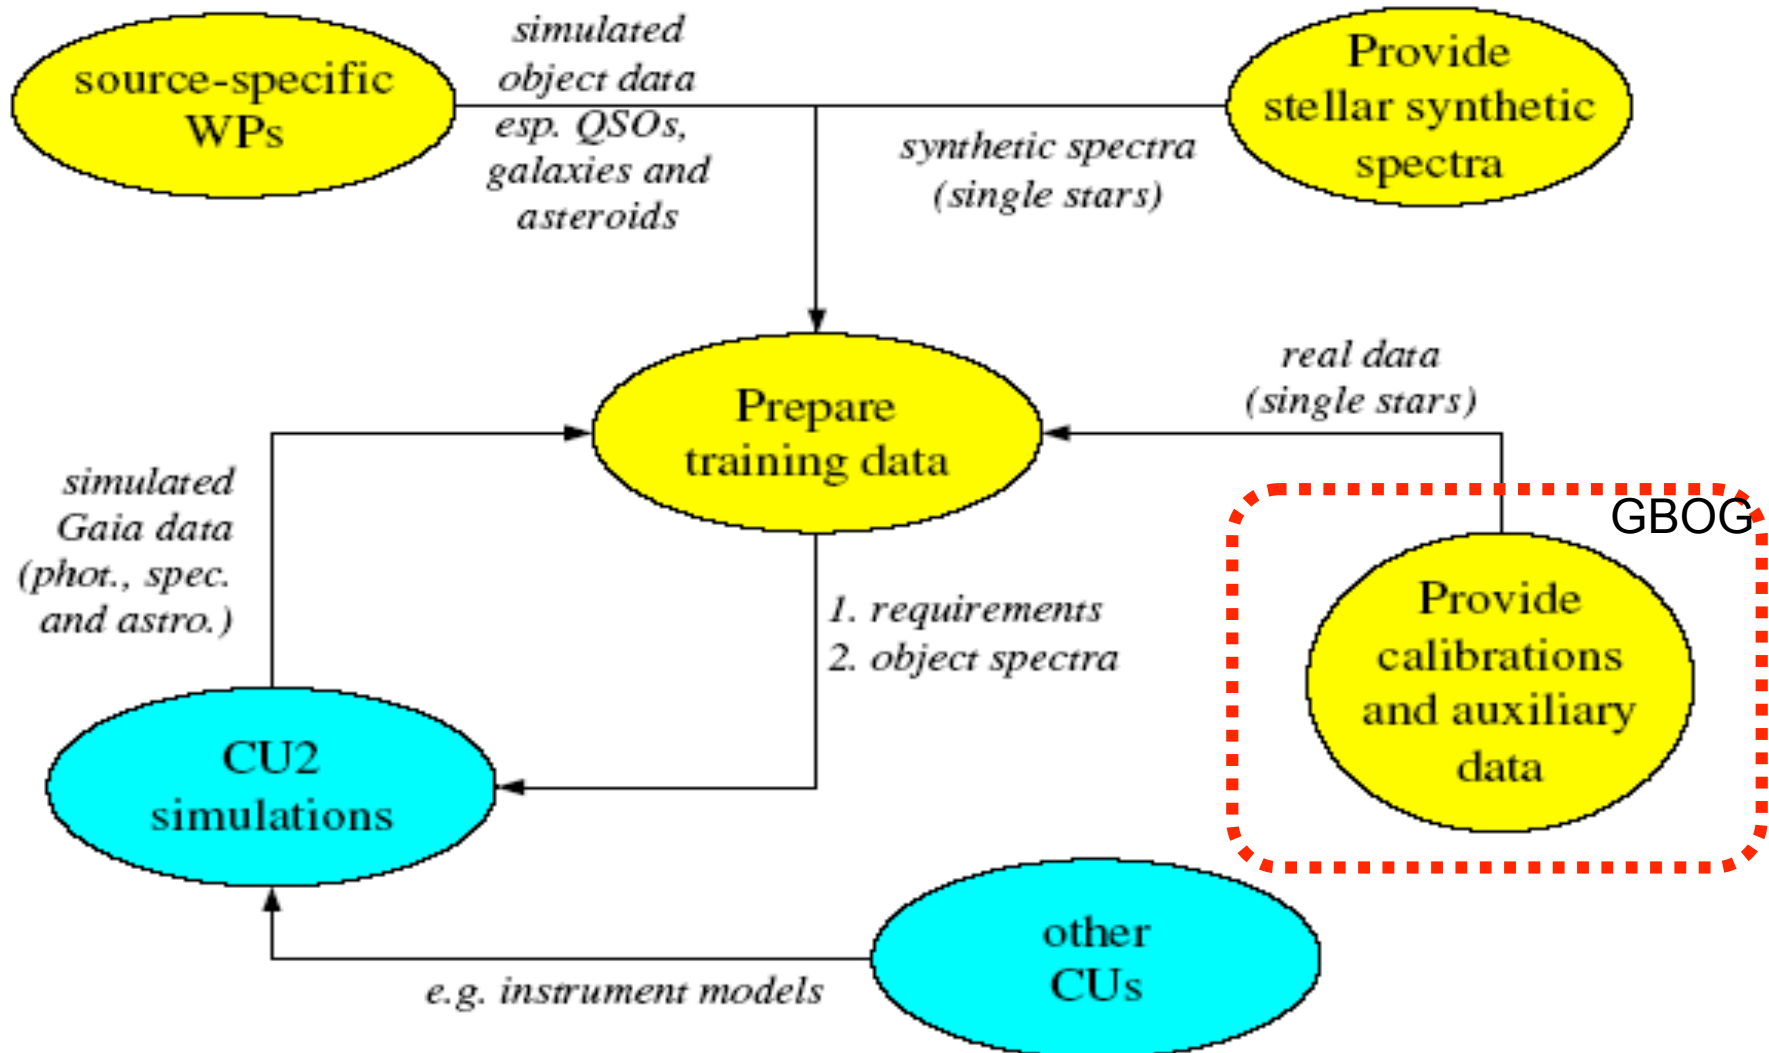 source-specific
WPs
simulated
object data
esp. QSOs,
galaxies and
asteroids
synthetic spectra
(single stars)
Provide
stellar synthetic
spectra
Prepare
training data
real data
(single stars)
simulated
Gaia data
(phot., spec.
and astro.)
1. requirements
2. object spectra
GBOG
Provide
calibrations
and auxiliary
data
CU2
simulations
other
CUs
e.g. instrument models